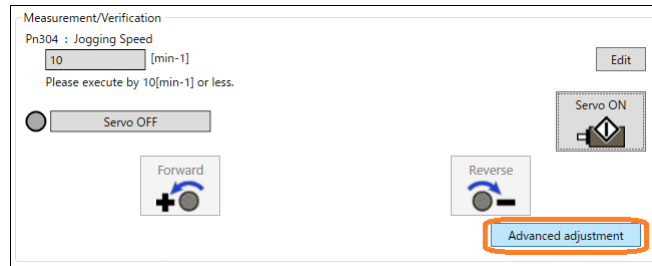 Measurement/Verification
Pn304 : Jogging Speed
10 [min-1]
Edit
Please execute by 10[min-1] or less.
Servo ON
Servo OFF
Forward
Reverse
Advanced adjustment